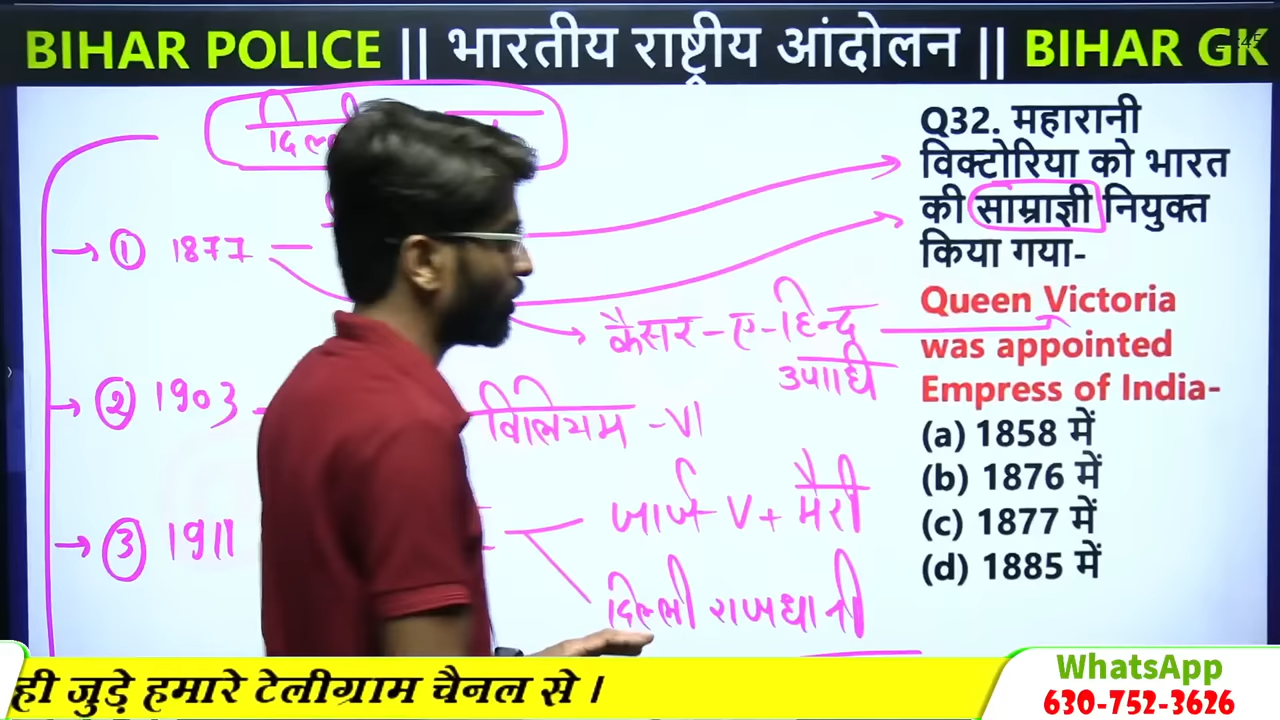 BIHAR POLICE || भारतीय राष्ट्रीय आंदोलन || BIHAR GK
① 1877 —
कैसर-ए-हिन्द
उपाधि
② 1903
विलियम - VI
③ 1911
जार्ज V + मैरी
दिल्ली राजधानी
Q32. महारानी
विक्टोरिया को भारत
की साम्राज्ञी नियुक्त
किया गया-
Queen Victoria
was appointed
Empress of India-
(a) 1858 में
(b) 1876 में
(c) 1877 में
(d) 1885 में
ही जुड़े हमारे टेलीग्राम चैनल से ।
WhatsApp
630-752-3626